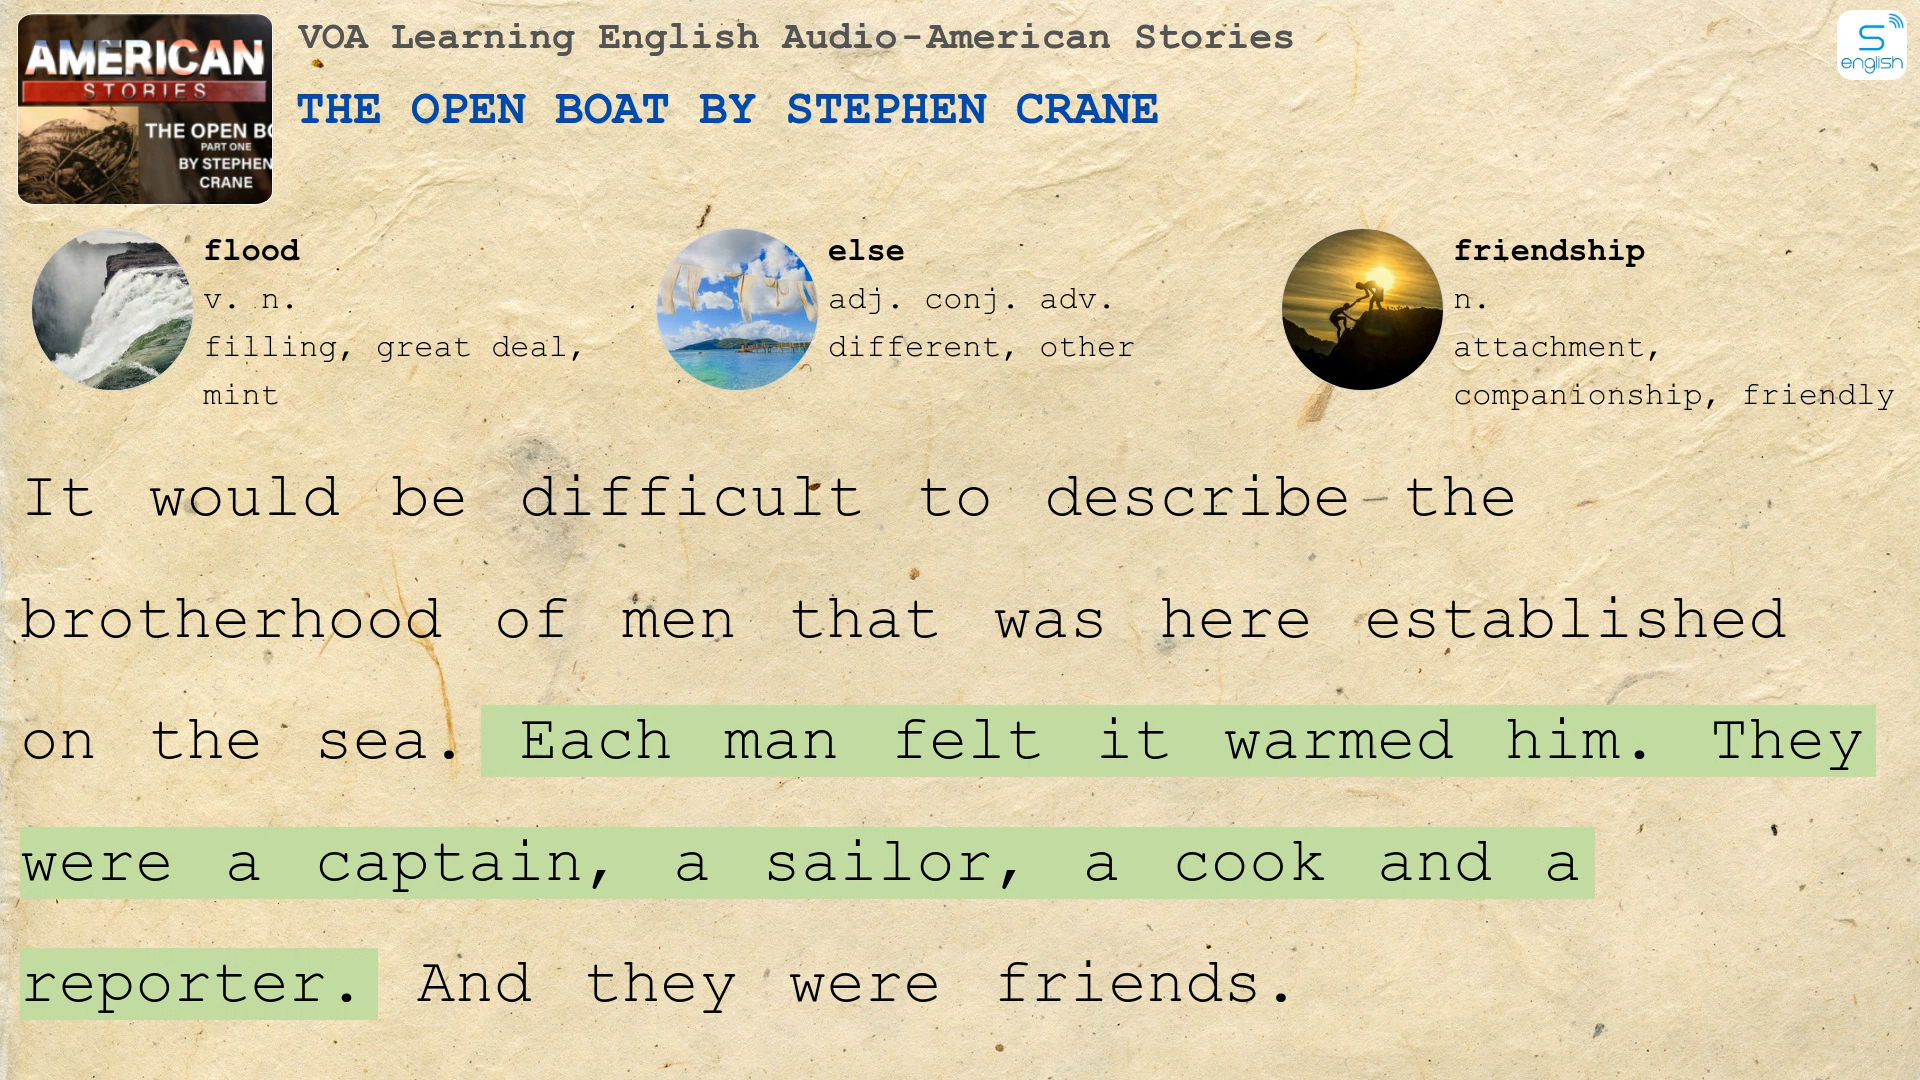 VOA Learning English Audio-American Stories
THE OPEN BOAT BY STEPHEN CRANE
AMERICAN
STORIES
THE OPEN BO
PART ONE
BY STEPHEN
CRANE
S
english
flood
v. n.
filling, great deal,
mint
else
adj. conj. adv.
different, other
friendship
n.
attachment,
companionship, friendly
It would be difficult to describe the
brotherhood of men that was here established
on the sea. Each man felt it warmed him. They
were a captain, a sailor, a cook and a
reporter. And they were friends.